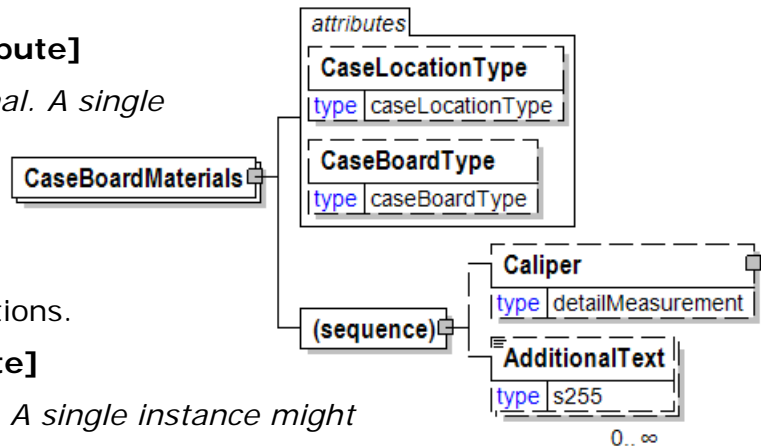 attributes
bute]
CaseLocationType
type caseLocationType
al. A single
CaseBoardType
CaseBoardMaterials
type caseBoardType
Caliper
tions.
type detailMeasurement
(sequence)
te]
AdditionalText
type s255
A single instance might
0..∞